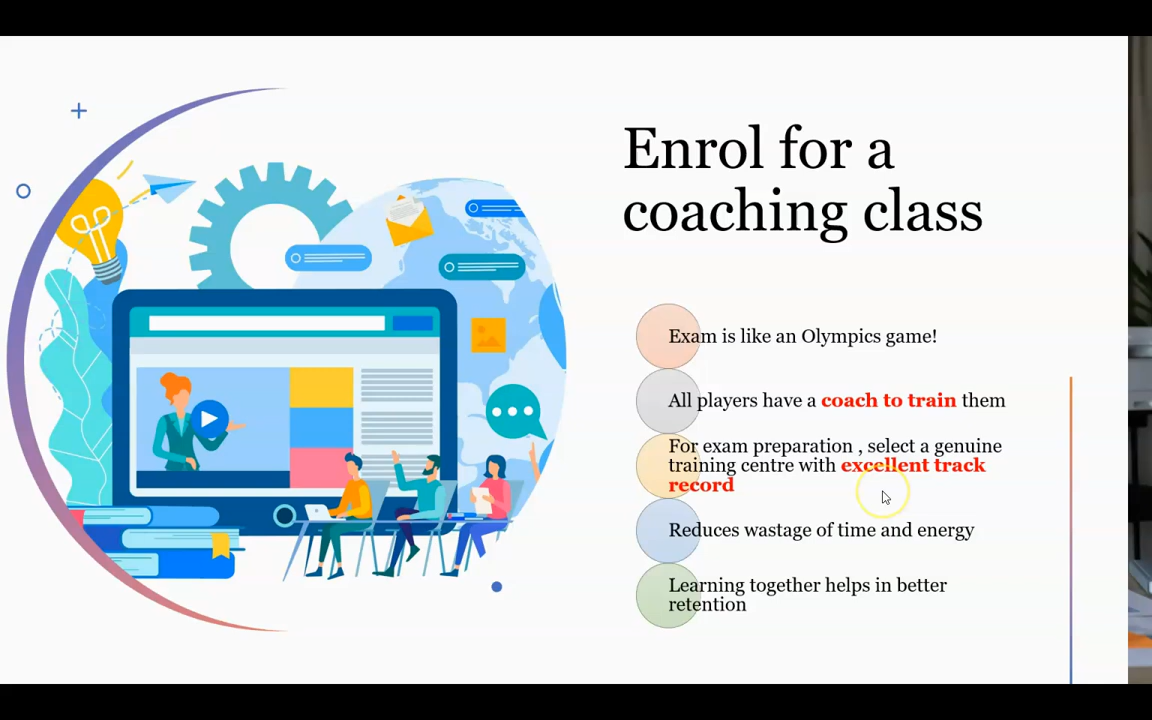 Enrol for a
coaching class
Exam is like an Olympics game!
All players have a coach to train them
For exam preparation , select a genuine
training centre with excellent track
record
Reduces wastage of time and energy
Learning together helps in better
retention